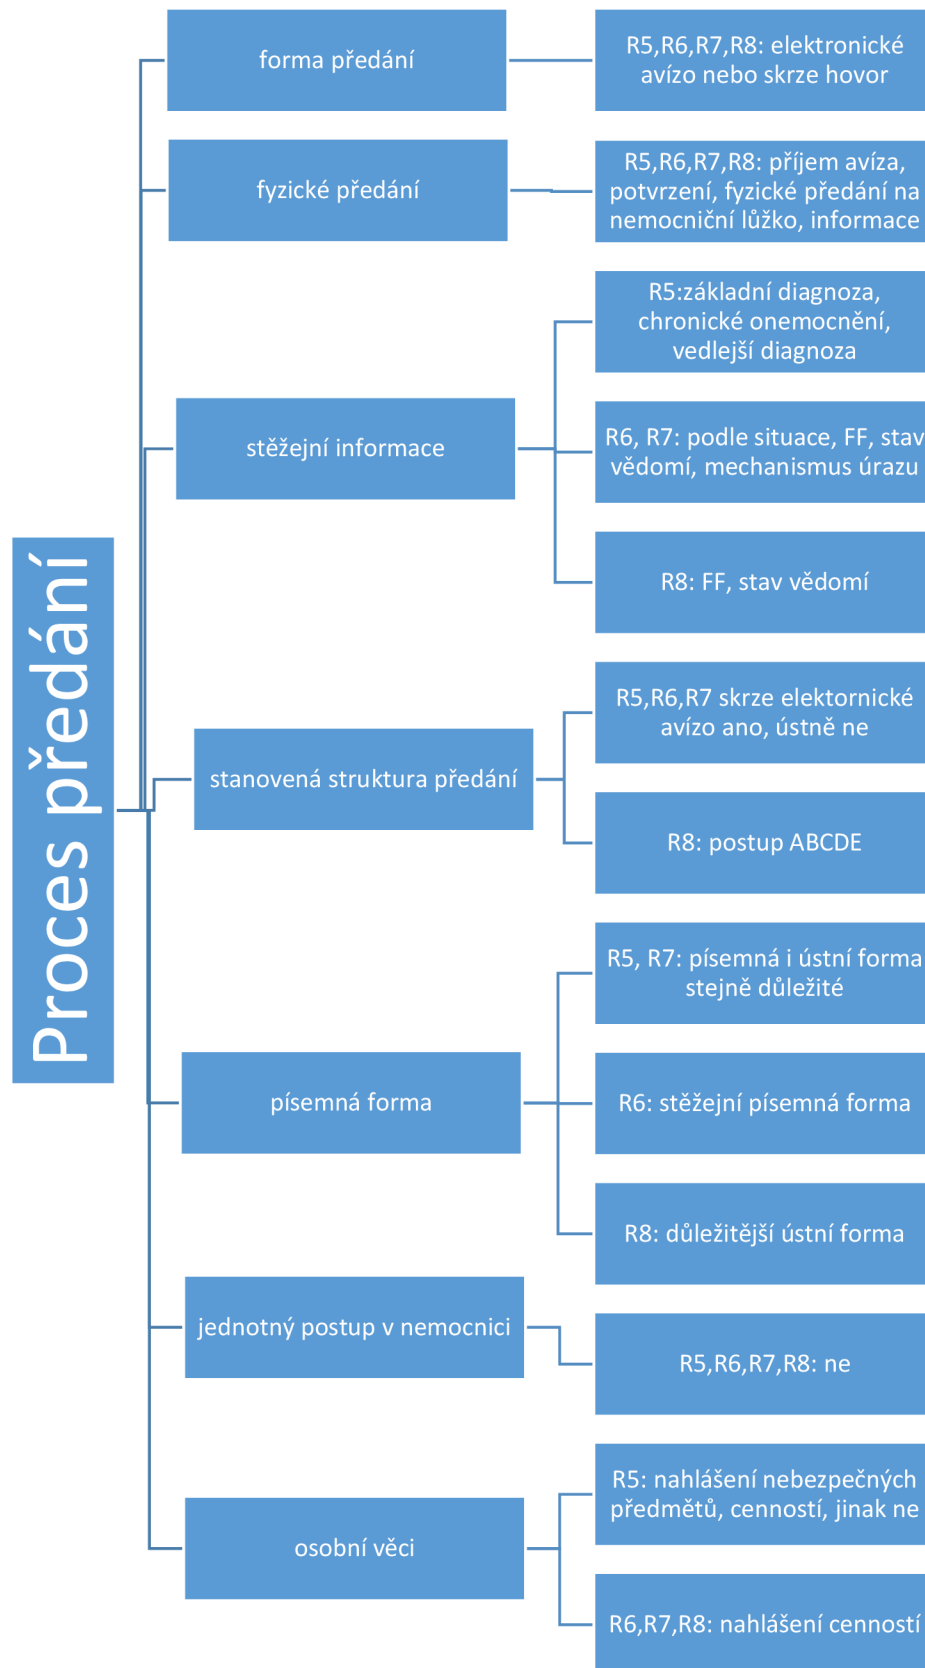 Proces předání
forma předání
R5,R6,R7,R8: elektronické
avízo nebo skrze hovor
fyzické předání
R5,R6,R7,R8: příjem avíza,
potvrzení, fyzické předání na
nemocniční lůžko, informace
stěžejní informace
R5:základní diagnoza,
chronické onemocnění,
vedlejší diagnoza
R6, R7: podle situace, FF, stav
vědomí, mechanismus úrazu
R8: FF, stav vědomí
stanovená struktura předání
R5,R6,R7 skrze elektornické
avízo ano, ústně ne
R8: postup ABCDE
písemná forma
R5, R7: písemná i ústní forma
stejně důležité
R6: stěžejní písemná forma
R8: důležitější ústní forma
jednotný postup v nemocnici
R5,R6,R7,R8: ne
osobní věci
R5: nahlášení nebezpečných
předmětů, cenností, jinak ne
R6,R7,R8: nahlášení cenností